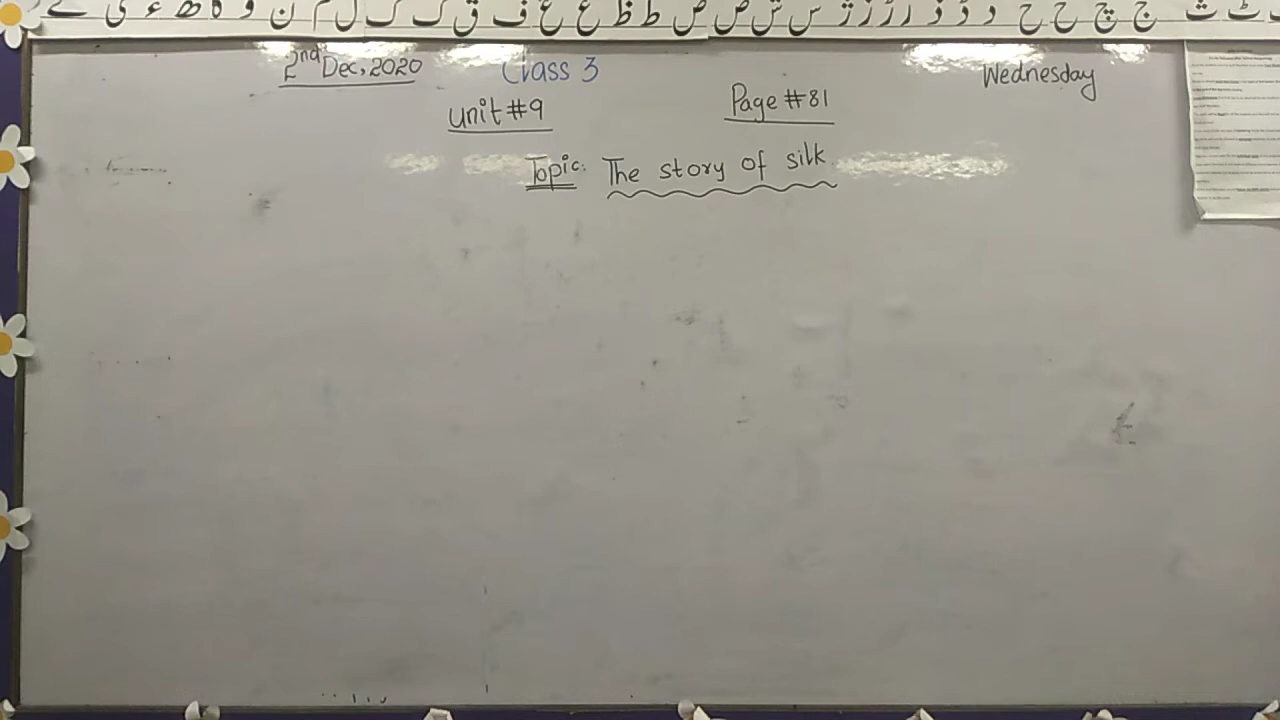 ے ی ء ھ ہ و ن م ل گ ک ق ف غ ع ظ ط ض ص ش س ژ ز ڑ ر ذ ڈ د خ ح چ ج ث ٹ
2nd Dec, 2020 Class 3 Wednesday
Unit #9 Page #81
Topic: The story of silk